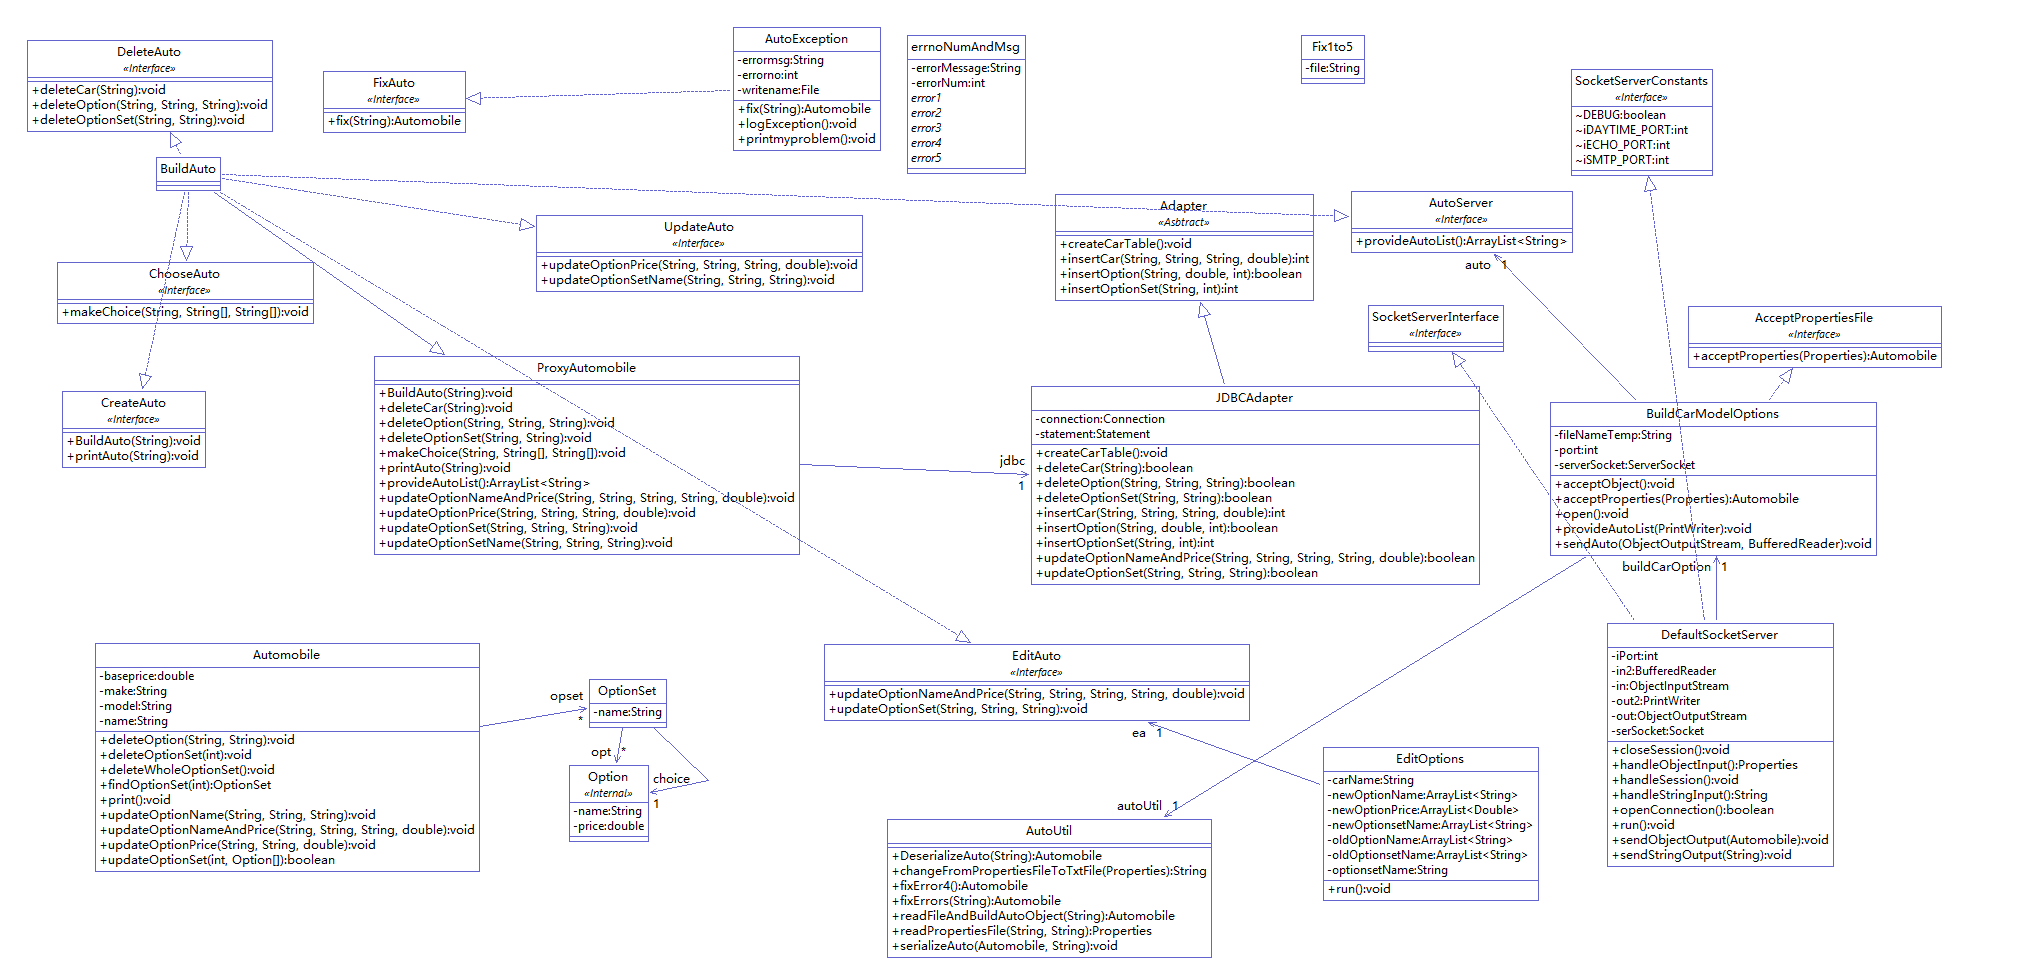 DeleteAuto
«Interface»
+deleteCar(String):void
+deleteOption(String, String, String):void
+deleteOptionSet(String, String):void
FixAuto
«Interface»
+fix(String):Automobile
AutoException
-errormsg:String
-errorno:int
-writename:File
+fix(String):Automobile
+logException():void
+printmyproblem():void
errnoNumAndMsg
-errorMessage:String
-errorNum:int
error1
error2
error3
error4
error5
Fix1to5
-file:String
SocketServerConstants
«Interface»
~DEBUG:boolean
~iDAYTIME_PORT:int
~iECHO_PORT:int
~iSMTP_PORT:int
BuildAuto
UpdateAuto
«Interface»
+updateOptionPrice(String, String, String, double):void
+updateOptionSetName(String, String, String):void
Adapter
«Asbtract»
+createCarTable():void
+insertCar(String, String, String, double):int
+insertOption(String, double, int):boolean
+insertOptionSet(String, int):int
AutoServer
«Interface»
+provideAutoList():ArrayList<String>
auto 1
ChooseAuto
«Interface»
+makeChoice(String, String[], String[]):void
SocketServerInterface
«Interface»
AcceptPropertiesFile
«Interface»
+acceptProperties(Properties):Automobile
CreateAuto
«Interface»
+BuildAuto(String):void
+printAuto(String):void
ProxyAutomobile
+BuildAuto(String):void
+deleteCar(String):void
+deleteOption(String, String, String):void
+deleteOptionSet(String, String):void
+makeChoice(String, String[], String[]):void
+printAuto(String):void
+provideAutoList():ArrayList<String>
+updateOptionNameAndPrice(String, String, String, String, double):void
+updateOptionPrice(String, String, String, double):void
+updateOptionSet(String, String, String):void
+updateOptionSetName(String, String, String):void
jdbc
1
JDBCAdapter
-connection:Connection
-statement:Statement
+createCarTable():void
+deleteCar(String):boolean
+deleteOption(String, String, String):boolean
+deleteOptionSet(String, String):boolean
+insertCar(String, String, String, double):int
+insertOption(String, double, int):boolean
+insertOptionSet(String, int):int
+updateOptionNameAndPrice(String, String, String, String, double):boolean
+updateOptionSet(String, String, String):boolean
BuildCarModelOptions
-fileNameTemp:String
-port:int
-serverSocket:ServerSocket
+acceptObject():void
+acceptProperties(Properties):Automobile
+open():void
+provideAutoList(PrintWriter):void
+sendAuto(ObjectOutputStream, BufferedReader):void
buildCarOption 1
DefaultSocketServer
-iPort:int
-in2:BufferedReader
-in:ObjectInputStream
-out2:PrintWriter
-out:ObjectOutputStream
-serSocket:Socket
+closeSession():void
+handleObjectInput():Properties
+handleSession():void
+handleStringInput():String
+openConnection():boolean
+run():void
+sendObjectOutput(Automobile):void
+sendStringOutput(String):void
Automobile
-baseprice:double
-make:String
-model:String
-name:String
+deleteOption(String, String):void
+deleteOptionSet(int):void
+deleteWholeOptionSet():void
+findOptionSet(int):OptionSet
+print():void
+updateOptionName(String, String, String):void
+updateOptionNameAndPrice(String, String, String, double):void
+updateOptionPrice(String, String, double):void
+updateOptionSet(int, Option[]):boolean
opset
*
OptionSet
-name:String
opt *
choice
1
Option
«Internal»
-name:String
-price:double
EditAuto
«Interface»
+updateOptionNameAndPrice(String, String, String, String, double):void
+updateOptionSet(String, String, String):void
ea 1
EditOptions
-carName:String
-newOptionName:ArrayList<String>
-newOptionPrice:ArrayList<Double>
-newOptionsetName:ArrayList<String>
-oldOptionName:ArrayList<String>
-oldOptionsetName:ArrayList<String>
-optionsetName:String
+run():void
autoUtil 1
AutoUtil
+DeserializeAuto(String):Automobile
+changeFromPropertiesFileToTxtFile(Properties):String
+fixError4():Automobile
+fixErrors(String):Automobile
+readFileAndBuildAutoObject(String):Automobile
+readPropertiesFile(String, String):Properties
+serializeAuto(Automobile, String):void